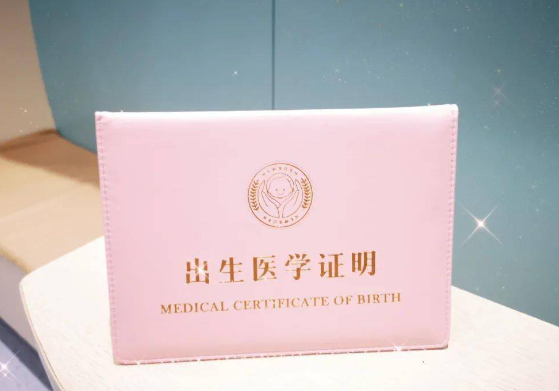 出生医学证明
MEDICAL CERTIFICATE OF BIRTH